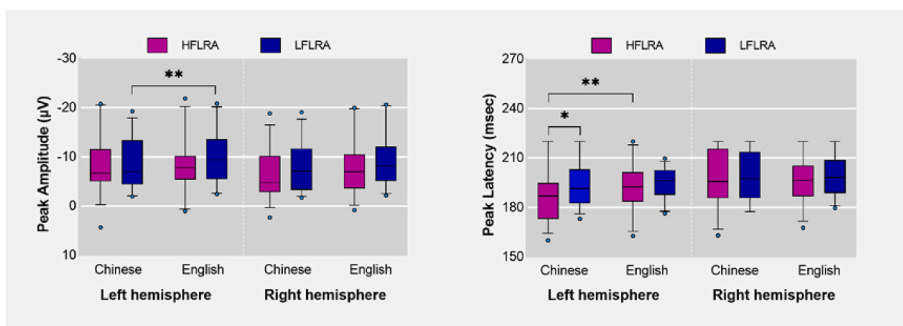 HFLRA LFLRA
-30
-20
-10
0
10
Peak Amplitude (µV)
**
Chinese English Chinese English
Left hemisphere Right hemisphere
HFLRA LFLRA
270
240
210
180
150
Peak Latency (msec)
**
*
Chinese English Chinese English
Left hemisphere Right hemisphere